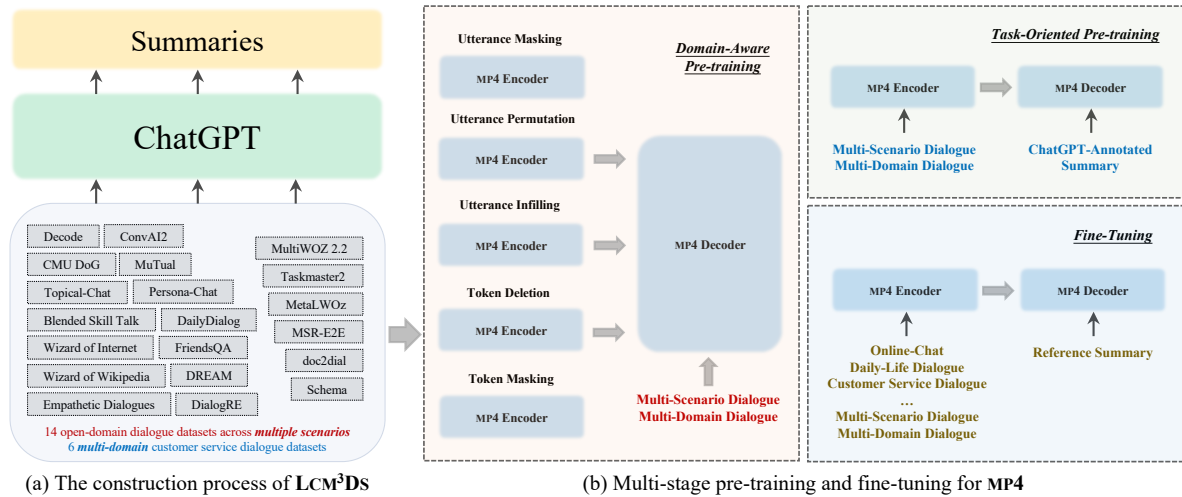 Summaries
ChatGPT
Decode
ConvAI2
CMU DoG
MuTual
Topical-Chat
Persona-Chat
Blended Skill Talk
DailyDialog
Wizard of Internet
FriendsQA
Wizard of Wikipedia
DREAM
Empathetic Dialogues
DialogRE
MultiWOZ 2.2
Taskmaster2
MetaLWOz
MSR-E2E
doc2dial
Schema
14 open-domain dialogue datasets across multiple scenarios
6 multi-domain customer service dialogue datasets
(a) The construction process of LCM³DS
Domain-Aware
Pre-training
Utterance Masking
MP4 Encoder
Utterance Permutation
MP4 Encoder
Utterance Infilling
MP4 Encoder
Token Deletion
MP4 Encoder
Token Masking
MP4 Encoder
MP4 Decoder
Multi-Scenario Dialogue
Multi-Domain Dialogue
Task-Oriented Pre-training
MP4 Encoder
MP4 Decoder
Multi-Scenario Dialogue
Multi-Domain Dialogue
ChatGPT-Annotated
Summary
Fine-Tuning
MP4 Encoder
MP4 Decoder
Online-Chat
Daily-Life Dialogue
Customer Service Dialogue
…
Multi-Scenario Dialogue
Multi-Domain Dialogue
Reference Summary
(b) Multi-stage pre-training and fine-tuning for MP4